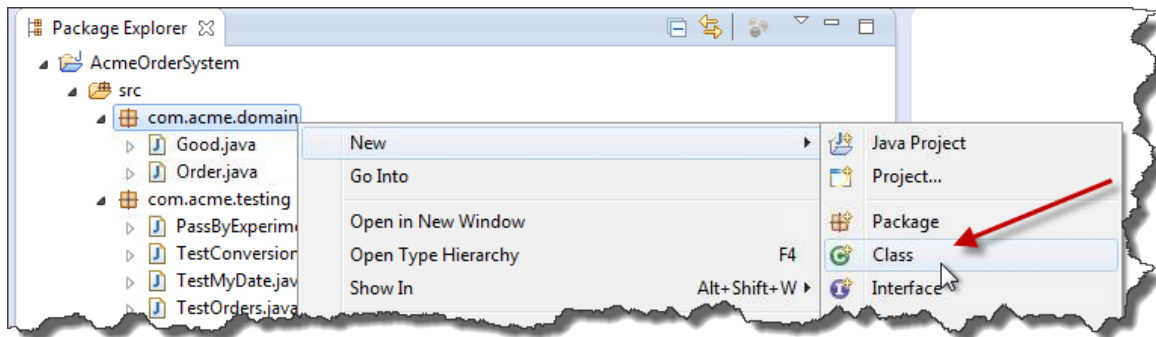 Package Explorer
AcmeOrderSystem
src
com.acme.domain
Good.java
Order.java
com.acme.testing
PassByExperim
TestConversion
TestMyDate.jav
TestOrders.java
New
Go Into
Open in New Window
Open Type Hierarchy F4
Show In Alt+Shift+W
Java Project
Project...
Package
Class
Interface